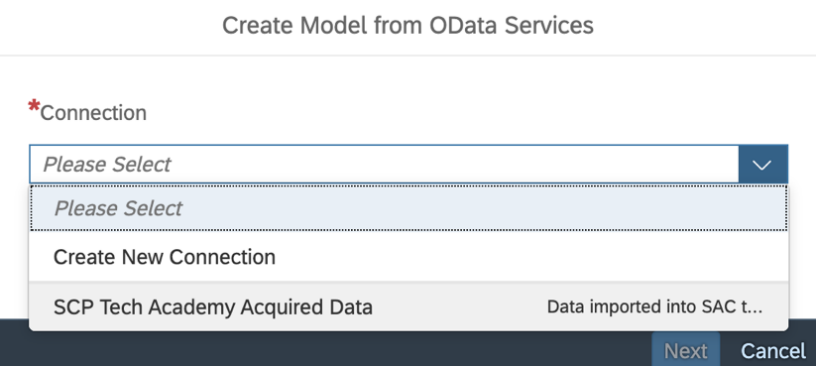 Create Model from OData Services
*Connection
Please Select
Please Select
Create New Connection
SCP Tech Academy Acquired Data Data imported into SAC t...
Next Cancel